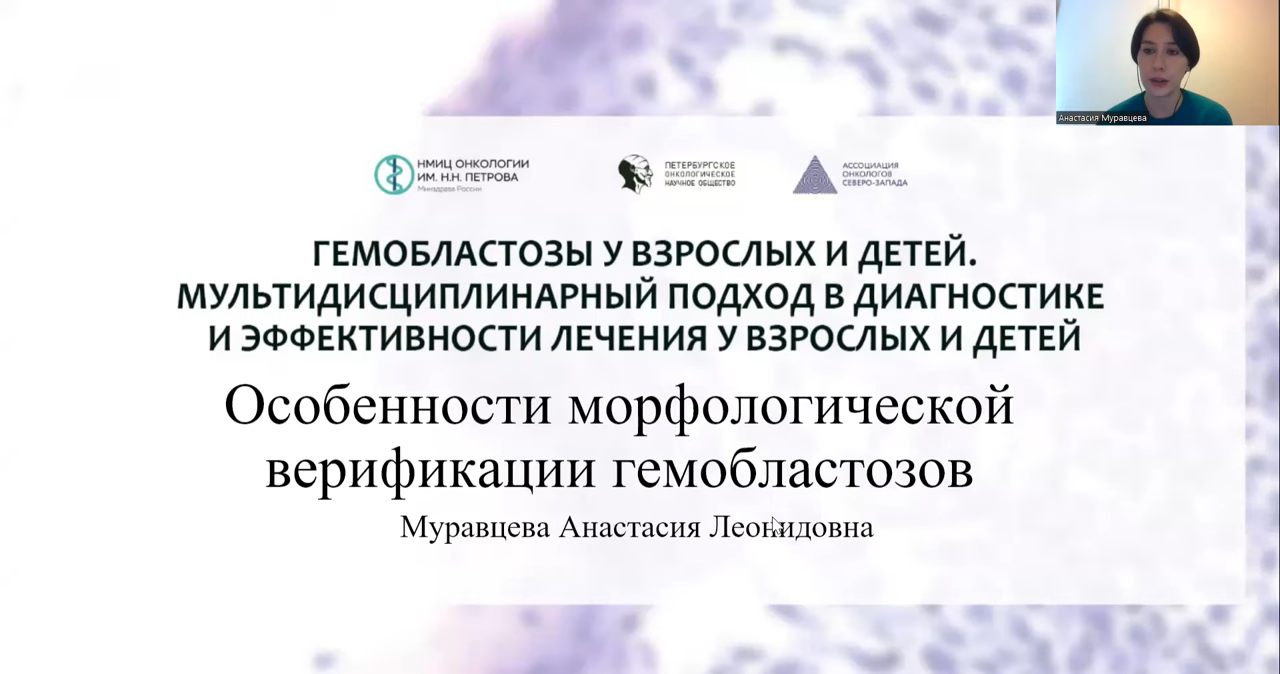 Анастасия Муравцева
НМИЦ ОНКОЛОГИИ
ИМ. Н.Н. ПЕТРОВА
Минздрава России
ПЕТЕРБУРГСКОЕ
ОНКОЛОГИЧЕСКОЕ
НАУЧНОЕ ОБЩЕСТВО
АССОЦИАЦИЯ
ОНКОЛОГОВ
СЕВЕРО-ЗАПАДА
ГЕМОБЛАСТОЗЫ У ВЗРОСЛЫХ И ДЕТЕЙ.
МУЛЬТИДИСЦИПЛИНАРНЫЙ ПОДХОД В ДИАГНОСТИКЕ
И ЭФФЕКТИВНОСТИ ЛЕЧЕНИЯ У ВЗРОСЛЫХ И ДЕТЕЙ
Особенности морфологической
верификации гемобластозов
Муравцева Анастасия Леонидовна